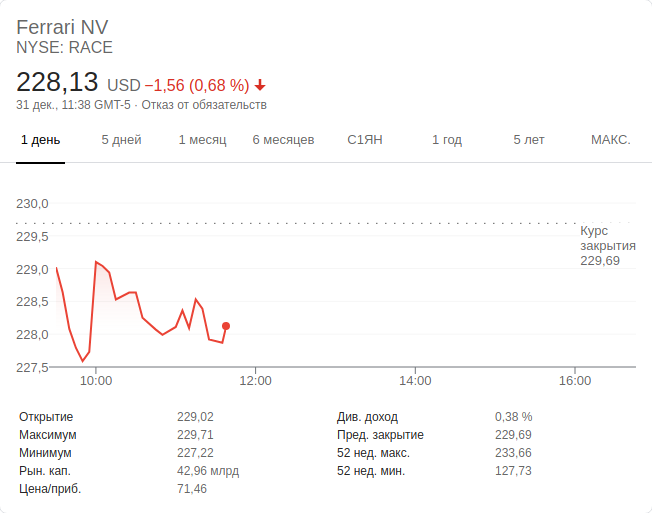 Ferrari NV
NYSE: RACE
228,13 USD −1,56 (0,68 %)
31 дек., 11:38 GMT-5 · Отказ от обязательств
1 день 5 дней 1 месяц 6 месяцев С1ЯН 1 год 5 лет МАКС.
230,0
229,5
229,0
228,5
228,0
227,5
Курс
закрытия
229,69
10:00 12:00 14:00 16:00
Открытие 229,02
Максимум 229,71
Минимум 227,22
Рын. кап. 42,96 млрд
Цена/приб. 71,46
Див. доход 0,38 %
Пред. закрытие 229,69
52 нед. макс. 233,66
52 нед. мин. 127,73